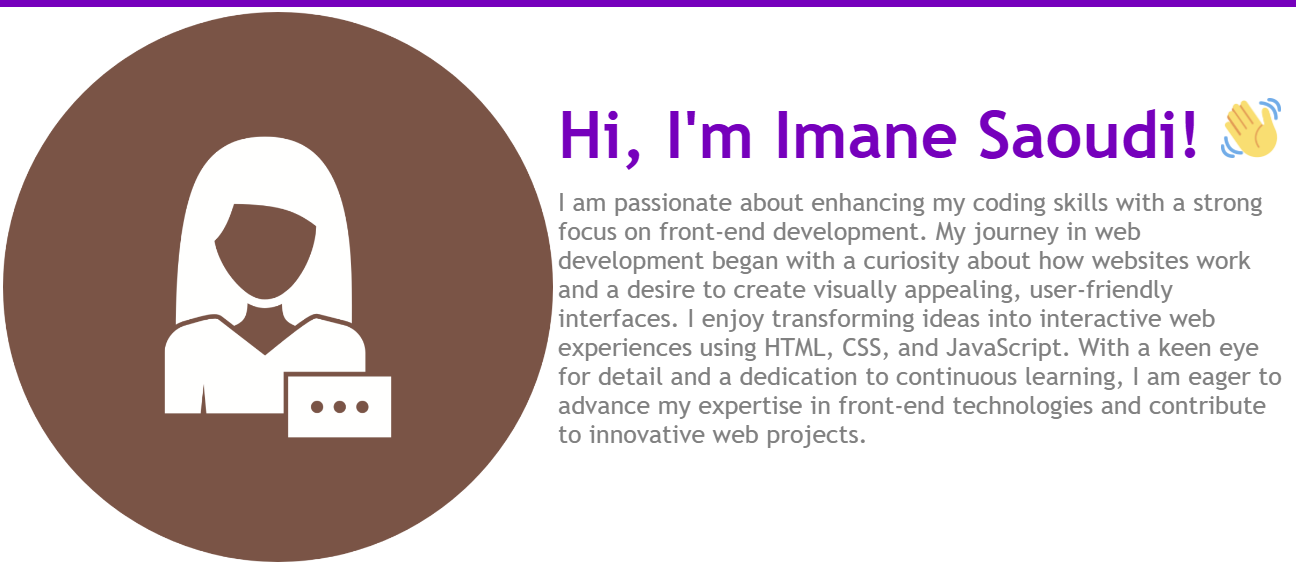 Hi, I'm Imane Saoudi! 👋
I am passionate about enhancing my coding skills with a strong
focus on front-end development. My journey in web
development began with a curiosity about how websites work
and a desire to create visually appealing, user-friendly
interfaces. I enjoy transforming ideas into interactive web
experiences using HTML, CSS, and JavaScript. With a keen eye
for detail and a dedication to continuous learning, I am eager to
advance my expertise in front-end technologies and contribute
to innovative web projects.